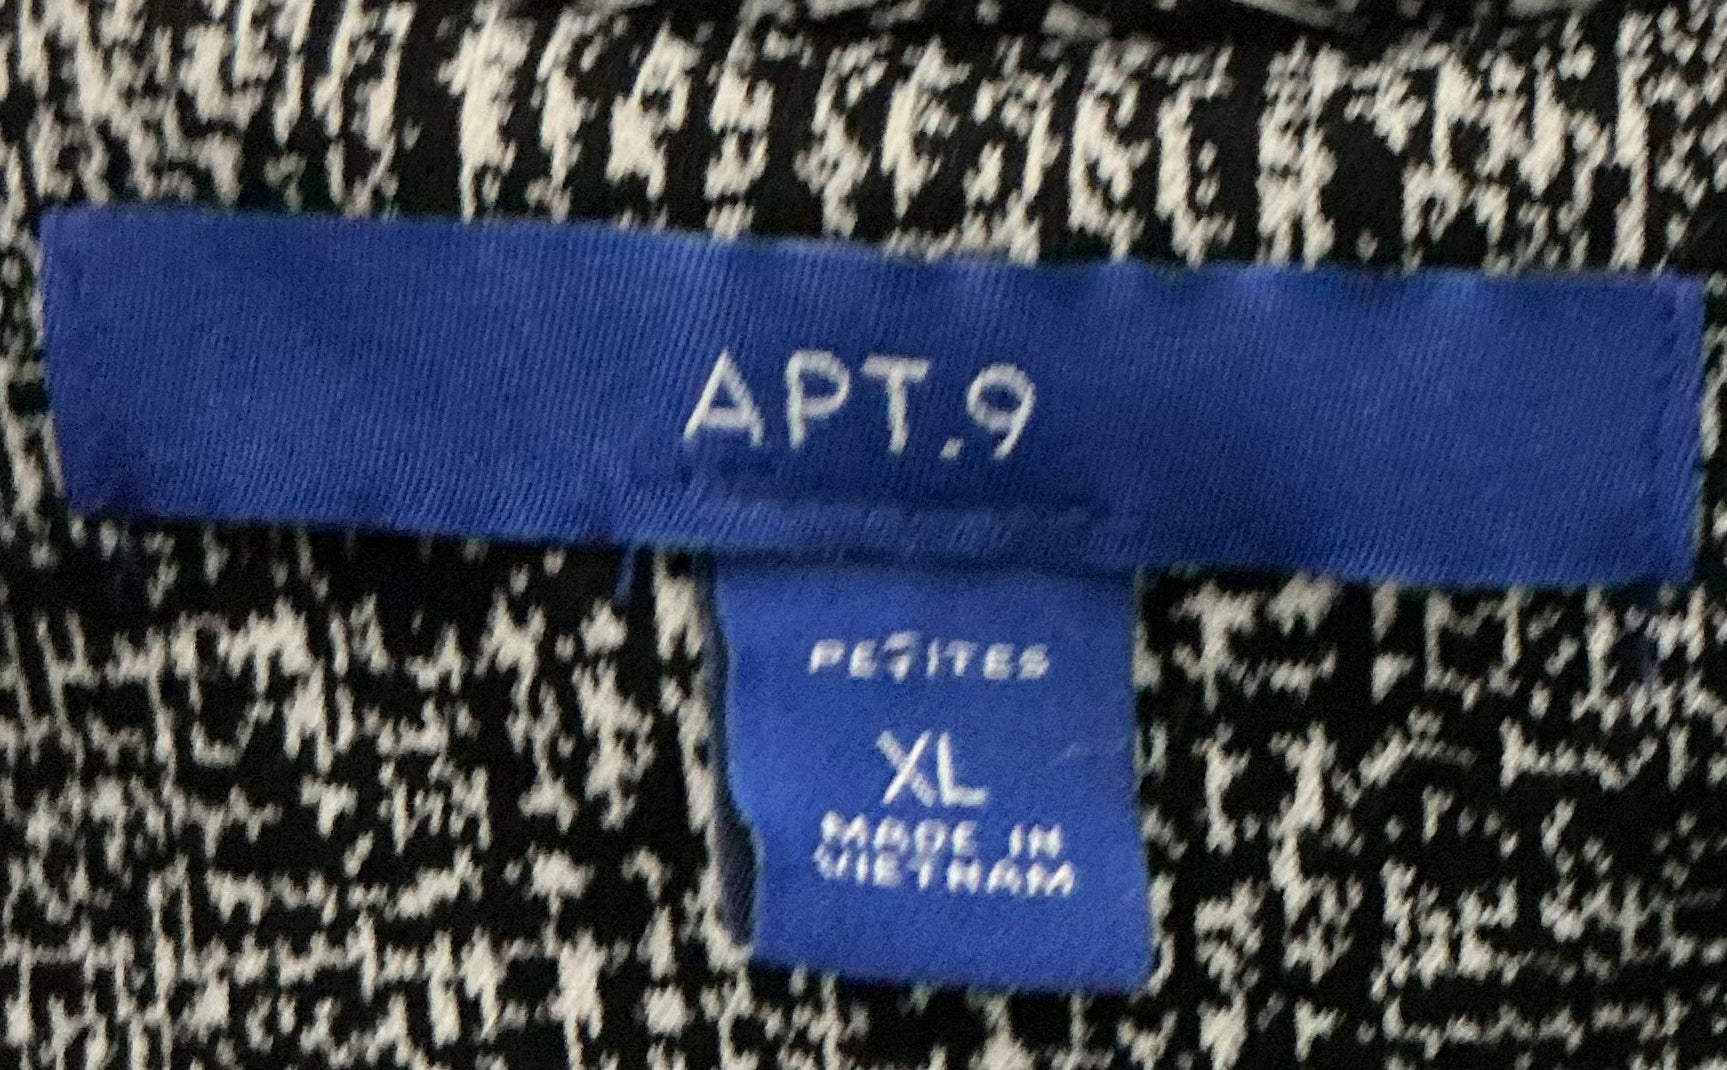 APT.9
PETITES
XL
MADE IN
VIETNAM